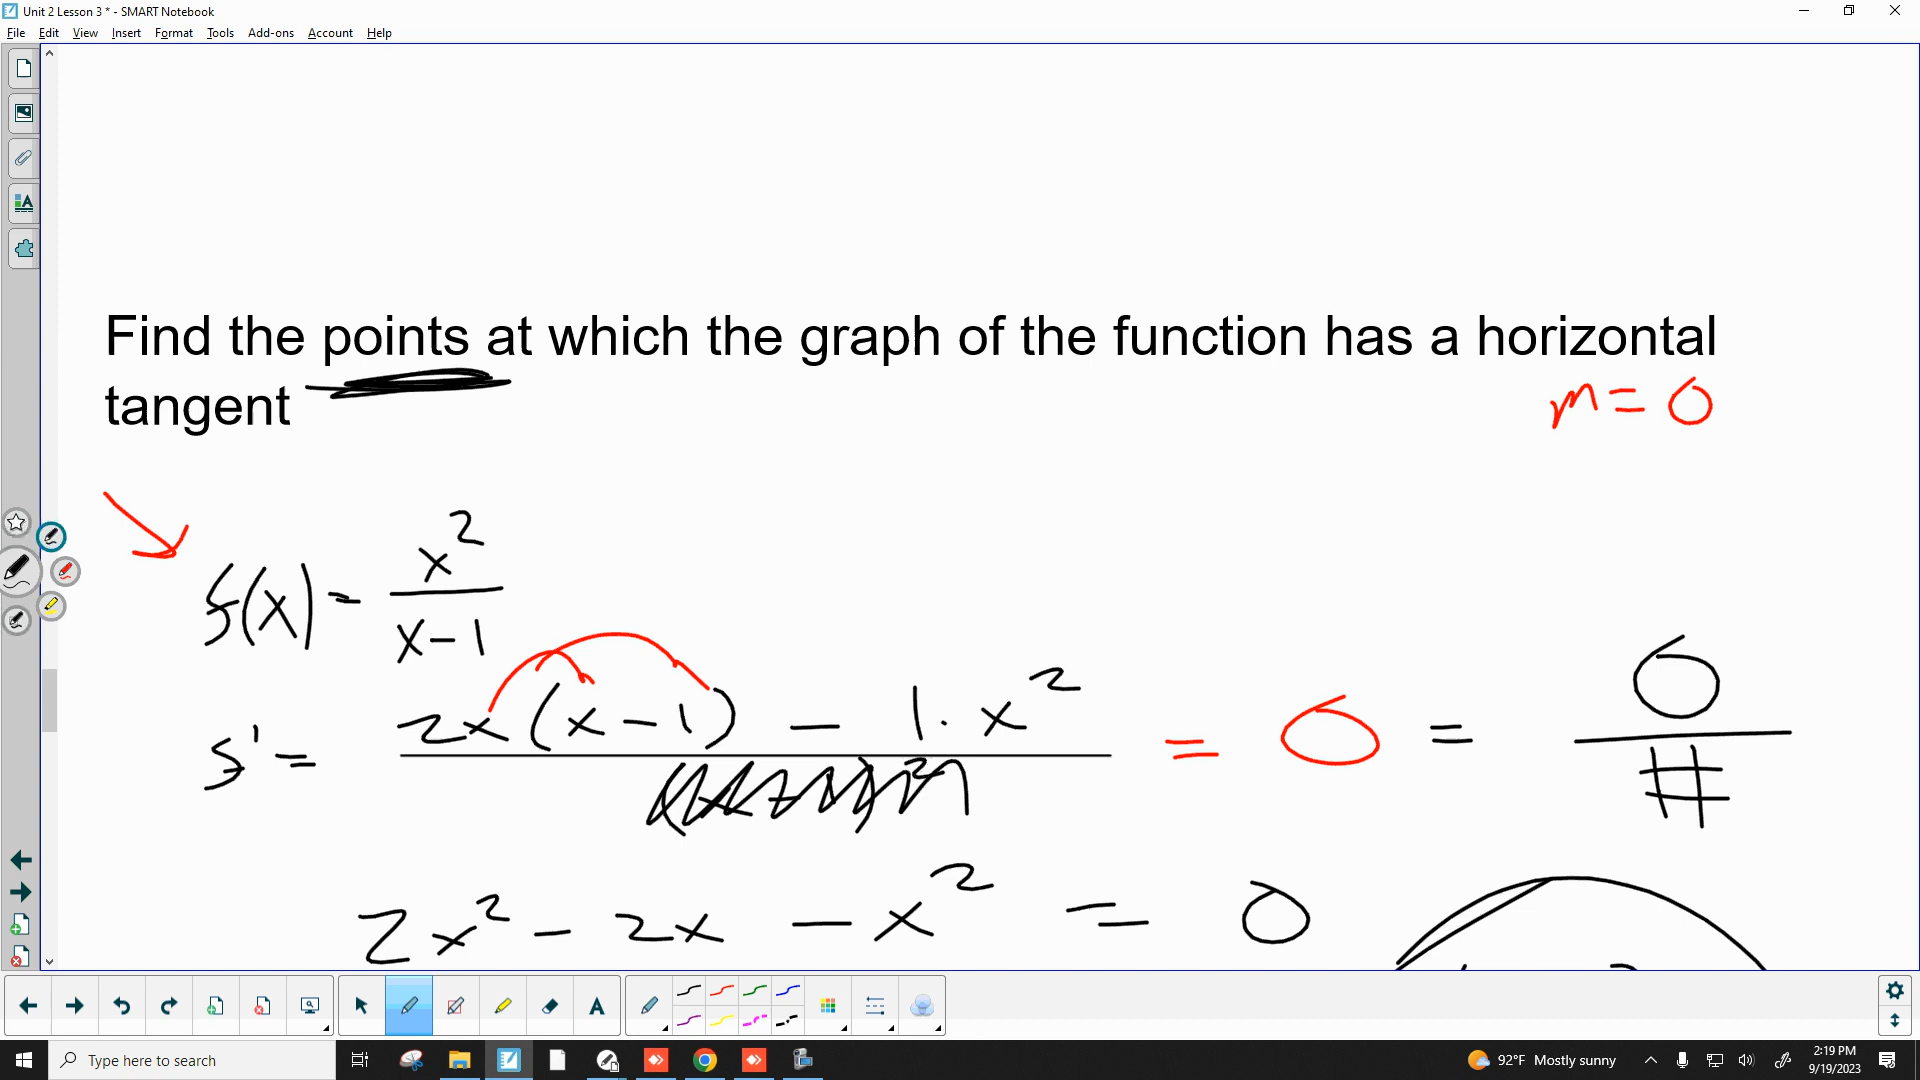 Unit 2 Lesson 3 * - SMART Notebook
File Edit View Insert Format Tools Add-ons Account Help
Find the points at which the graph of the function has a horizontal
tangent
m = 0
f(x) = x² / x-1
f' = 2x(x-1) - 1·x² / = 0 = 0/#
2x² - 2x - x² = 0
Type here to search
92°F Mostly sunny
2:19 PM
9/19/2023